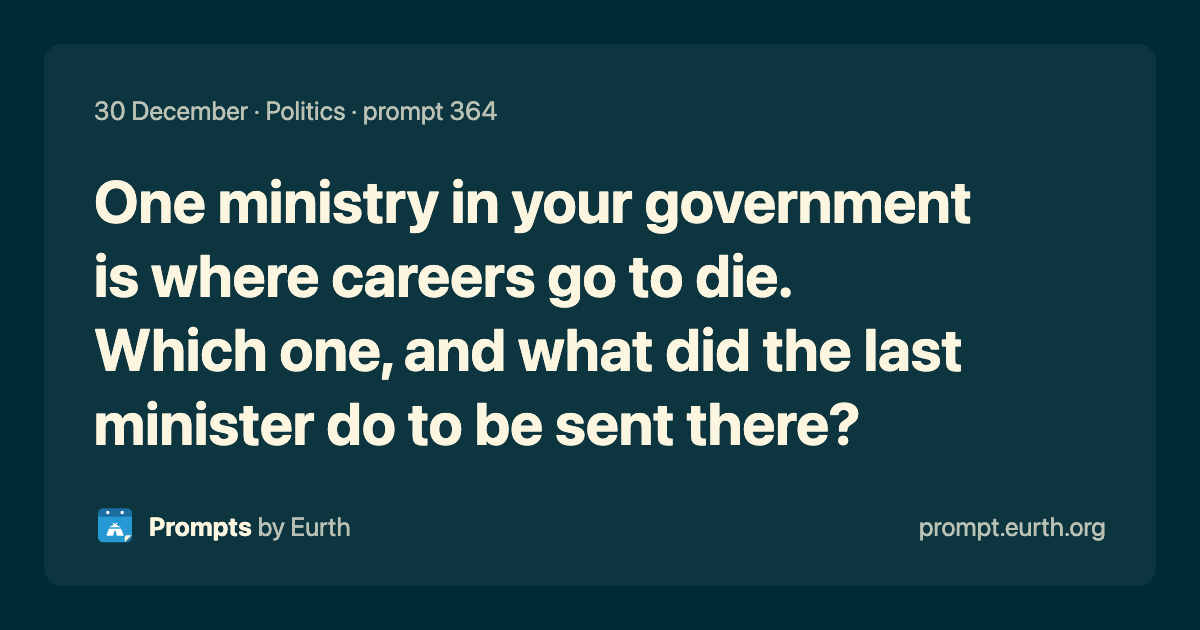 30 December · Politics · prompt 364
One ministry in your government
is where careers go to die.
Which one, and what did the last
minister do to be sent there?
Prompts by Eurth
prompt.eurth.org